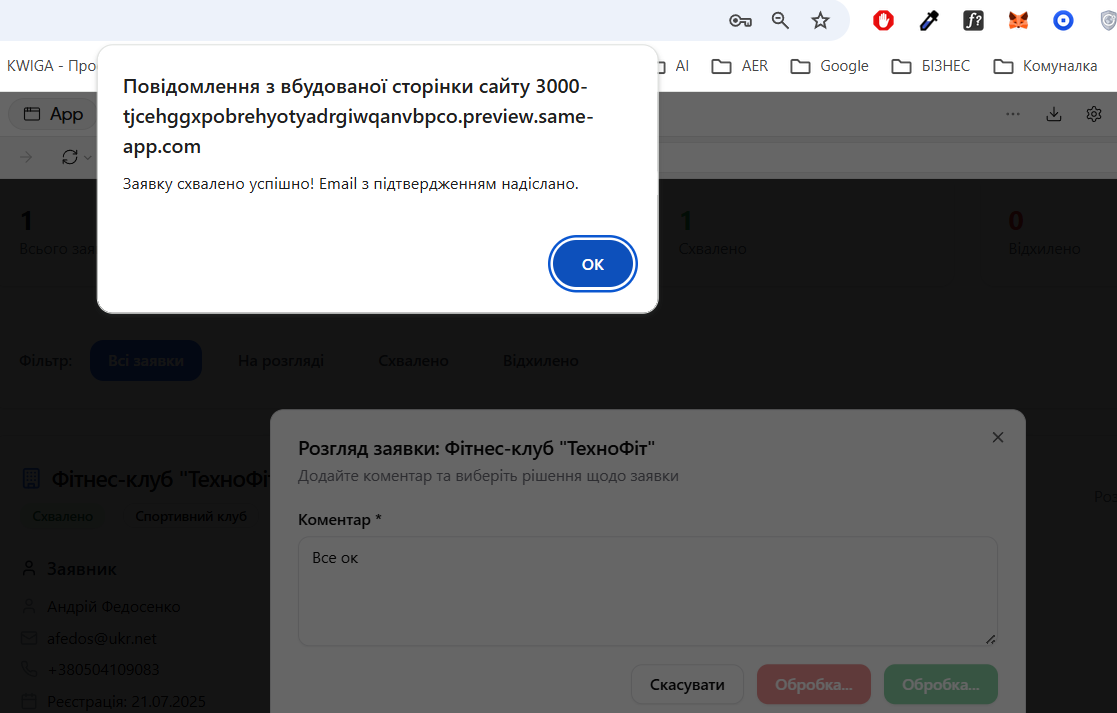 KWIGA - Про
AI
AER
Google
БІЗНЕС
Комуналка
Повідомлення з вбудованої сторінки сайту 3000-
tjcehggxpobrehyotyadrgiwqanvbpco.preview.same-
app.com
Заявку схвалено успішно! Email з підтвердженням надіслано.
ОК
App
1
Всього зая
1
Схвалено
0
Відхилено
Фільтр:
Всі заявки
На розгляді
Схвалено
Відхилено
Фітнес-клуб "ТехноФіт
Схвалено
Спортивний клуб
Роз
Заявник
Андрій Федосенко
afedos@ukr.net
+380504109083
Реєстрація: 21.07.2025
Розгляд заявки: Фітнес-клуб "ТехноФіт"
Додайте коментар та виберіть рішення щодо заявки
Коментар *
Все ок
Скасувати
Обробка...
Обробка...